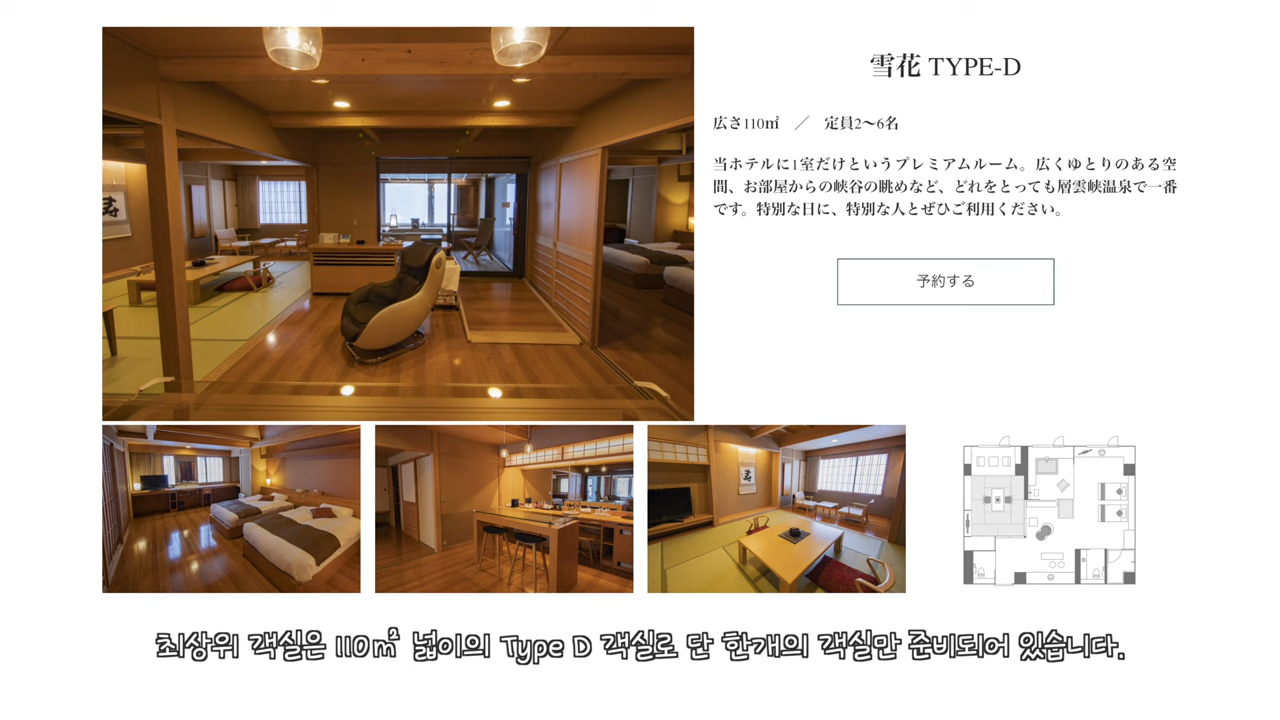 雪花 TYPE-D
広さ110㎡ ／ 定員2〜6名
当ホテルに1室だけというプレミアムルーム。広くゆとりのある空
間、お部屋からの峡谷の眺めなど、どれをとっても層雲峡温泉で一番
です。特別な日に、特別な人とぜひご利用ください。
予約する
寿
寿
최상위 객실은 110㎡ 넓이의 Type D 객실로 단 한개의 객실만 준비되어 있습니다.